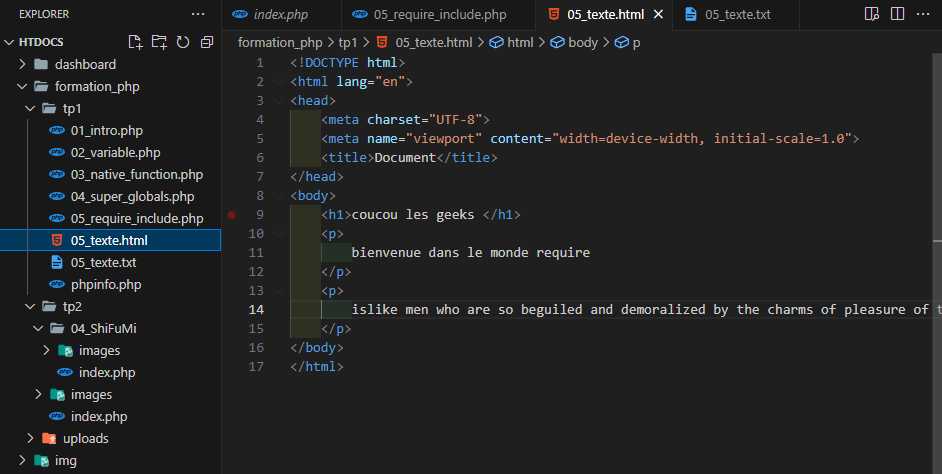 EXPLORER
HTDOCS
dashboard
formation_php
tp1
01_intro.php
02_variable.php
03_native_function.php
04_super_globals.php
05_require_include.php
05_texte.html
05_texte.txt
phpinfo.php
tp2
04_ShiFuMi
images
index.php
images
index.php
uploads
img
index.php 05_require_include.php 05_texte.html 05_texte.txt
formation_php > tp1 > 05_texte.html > html > body > p
1 <!DOCTYPE html>
2 <html lang="en">
3 <head>
4 <meta charset="UTF-8">
5 <meta name="viewport" content="width=device-width, initial-scale=1.0">
6 <title>Document</title>
7 </head>
8 <body>
9 <h1>coucou les geeks </h1>
10 <p>
11 bienvenue dans le monde require
12 </p>
13 <p>
14 islike men who are so beguiled and demoralized by the charms of pleasure of
15 </p>
16 </body>
17 </html>